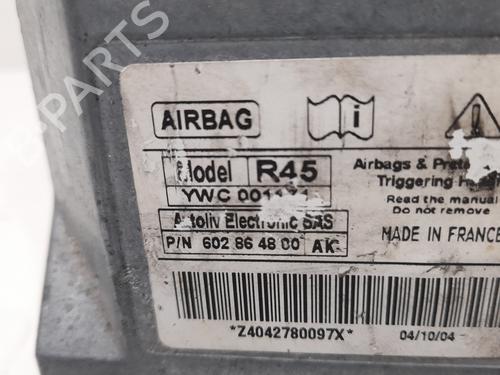 PARTS
AIRBAG
i
Model R45
YWC
Airbags &
Triggering
Read the manual
Do not remove
Autoliv Electronic SAS
P/N 602 86 48 00 AK
MADE IN FRANCE
*Z4042780097X*
04/10/04 -